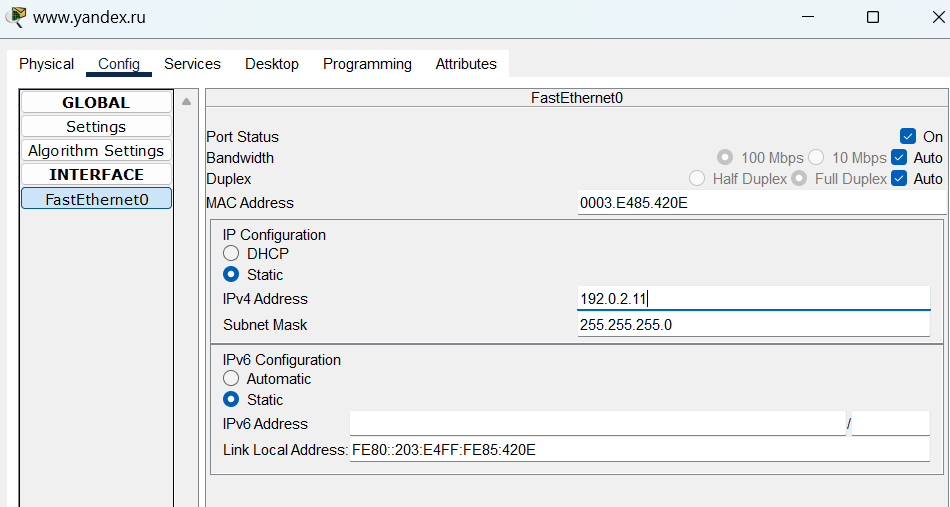 www.yandex.ru
Physical Config Services Desktop Programming Attributes
GLOBAL
Settings
Algorithm Settings
INTERFACE
FastEthernet0
FastEthernet0
Port Status On
Bandwidth 100 Mbps 10 Mbps Auto
Duplex Half Duplex Full Duplex Auto
MAC Address 0003.E485.420E
IP Configuration
DHCP
Static
IPv4 Address 192.0.2.11
Subnet Mask 255.255.255.0
IPv6 Configuration
Automatic
Static
IPv6 Address /
Link Local Address: FE80::203:E4FF:FE85:420E